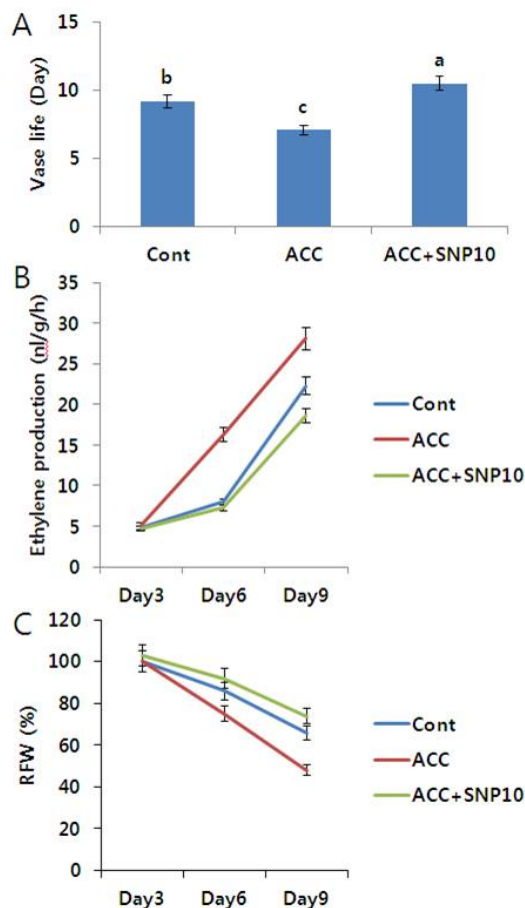 A
Vase life (Day)
15
10
5
0
b
c
a
Cont
ACC
ACC+SNP10
B
Ethylene production (nl/g/h)
35
30
25
20
15
10
5
0
Day3
Day6
Day9
Cont
ACC
ACC+SNP10
C
RFW (%)
120
100
80
60
40
20
0
Day3
Day6
Day9
Cont
ACC
ACC+SNP10